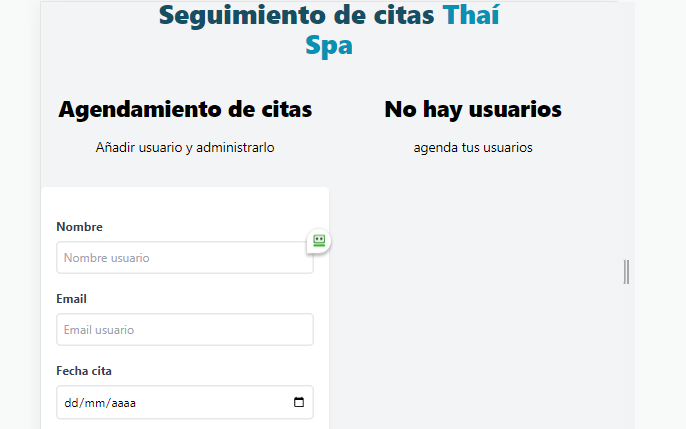 Seguimiento de citas Thaí
Spa
Agendamiento de citas
Añadir usuario y administrarlo
No hay usuarios
agenda tus usuarios
Nombre
Nombre usuario
Email
Email usuario
Fecha cita
dd/mm/aaaa